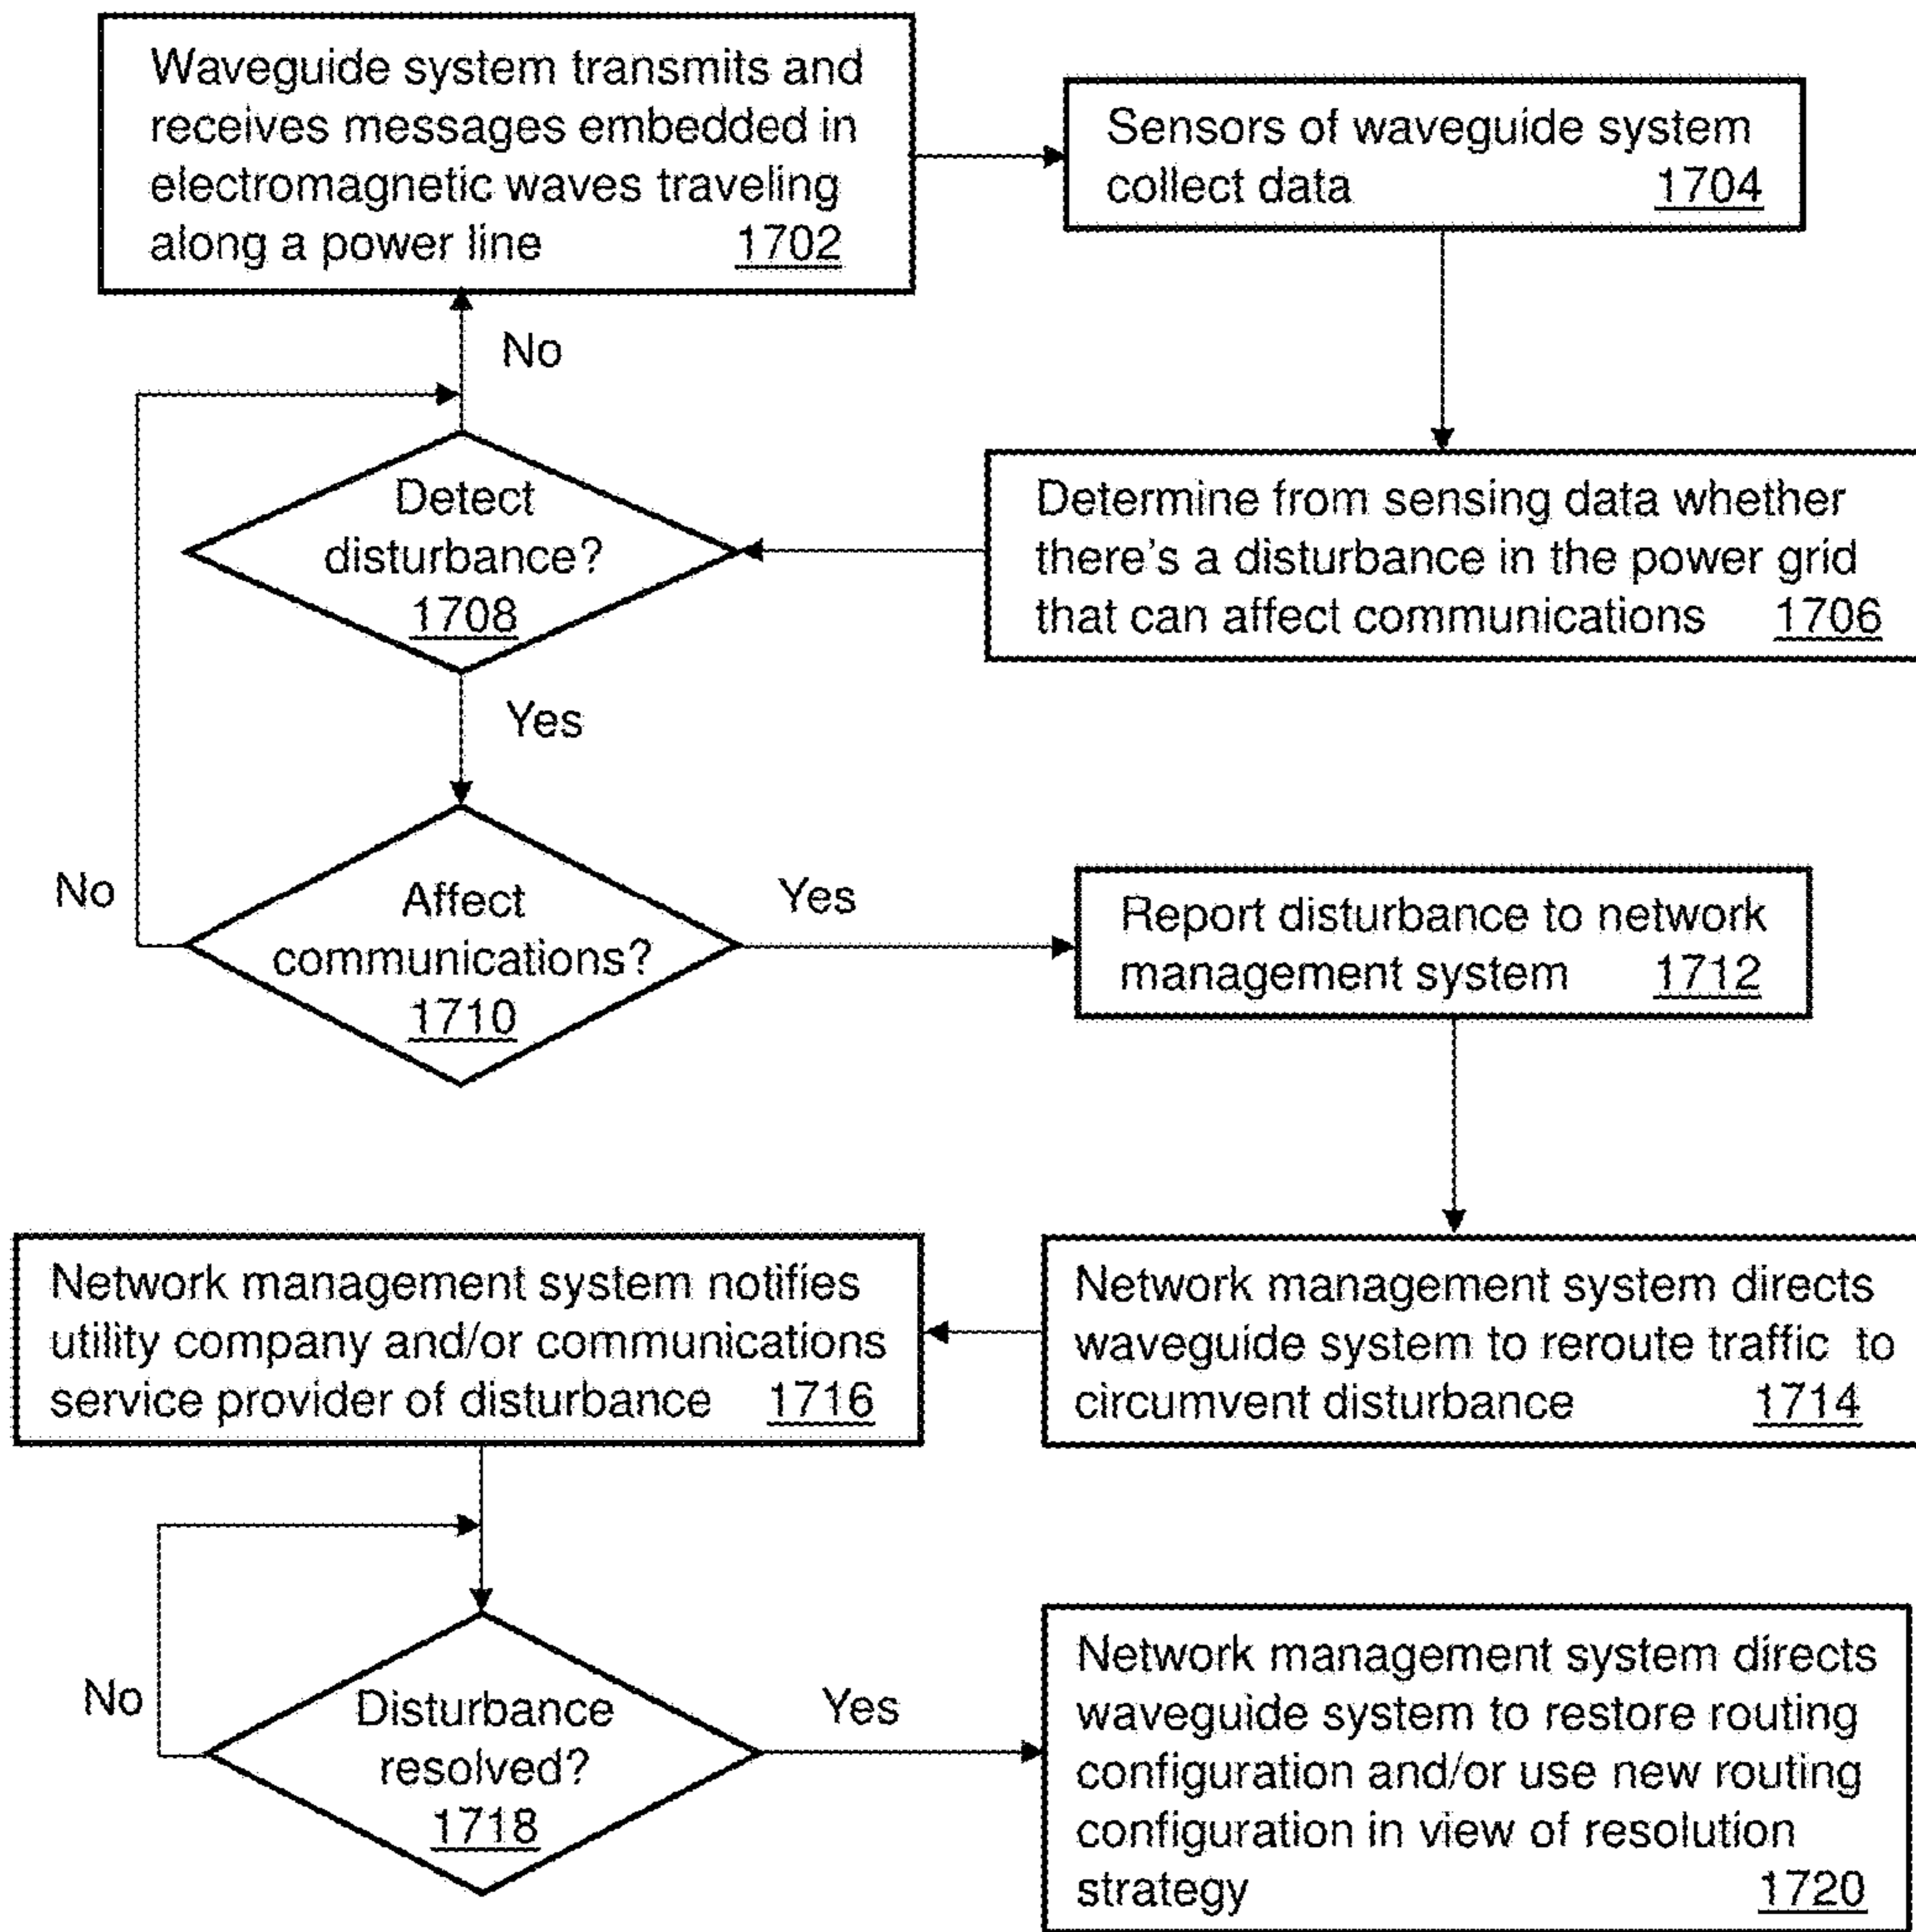 Waveguide system transmits and
receives messages embedded in
electromagnetic waves traveling
along a power line 1702
Sensors of waveguide system
collect data 1704
No
Detect
disturbance?
1708
Determine from sensing data whether
there's a disturbance in the power grid
that can affect communications 1706
Yes
No
Affect
communications?
1710
Yes
Report disturbance to network
management system 1712
Network management system directs
waveguide system to reroute traffic to
circumvent disturbance 1714
Network management system notifies
utility company and/or communications
service provider of disturbance 1716
No
Disturbance
resolved?
1718
Yes
Network management system directs
waveguide system to restore routing
configuration and/or use new routing
configuration in view of resolution
strategy 1720